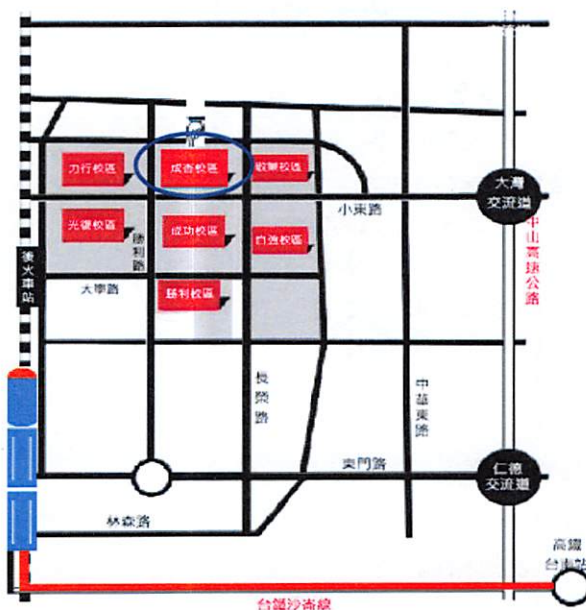 力行校區
成杏校區
敬業校區
大灣
交流道
小東路
光復校區
勝利路
成功校區
自強校區
中山高速公路
後火車站
大學路
勝利校區
長榮路
中華東路
東門路
仁德
交流道
林森路
高鐵
台南站
台鐵沙崙線